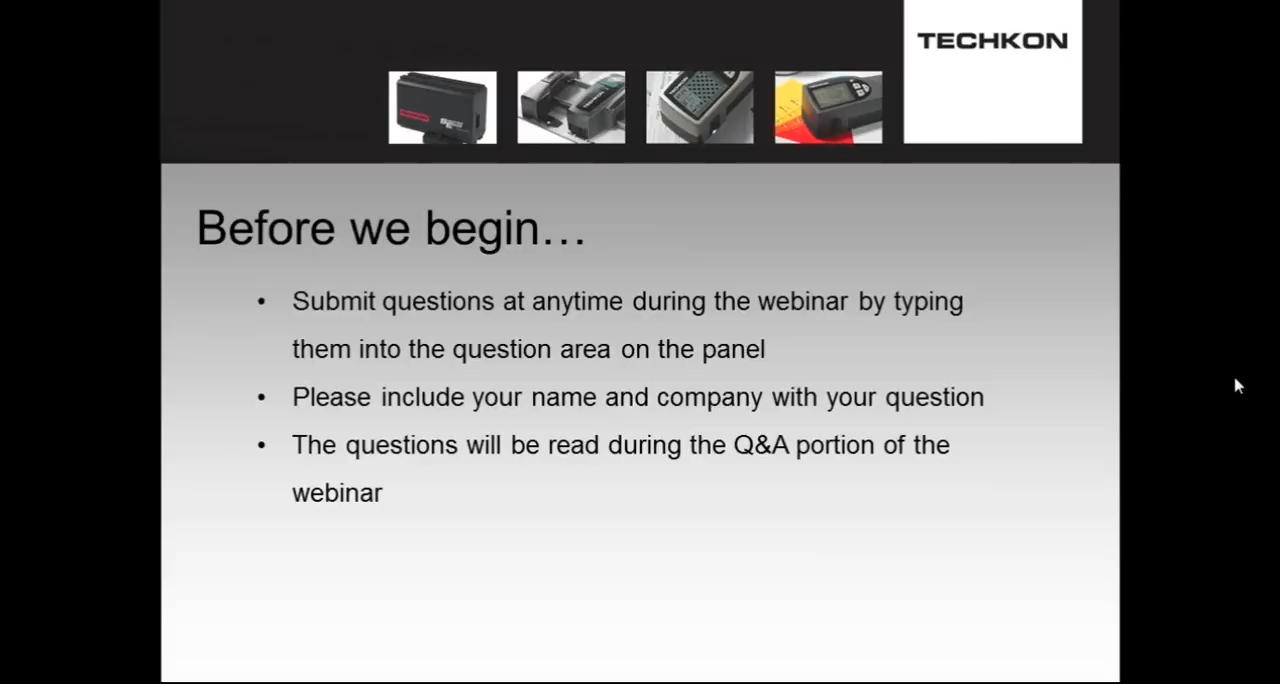 TECHKON
Before we begin…
• Submit questions at anytime during the webinar by typing
them into the question area on the panel
• Please include your name and company with your question
• The questions will be read during the Q&A portion of the
webinar